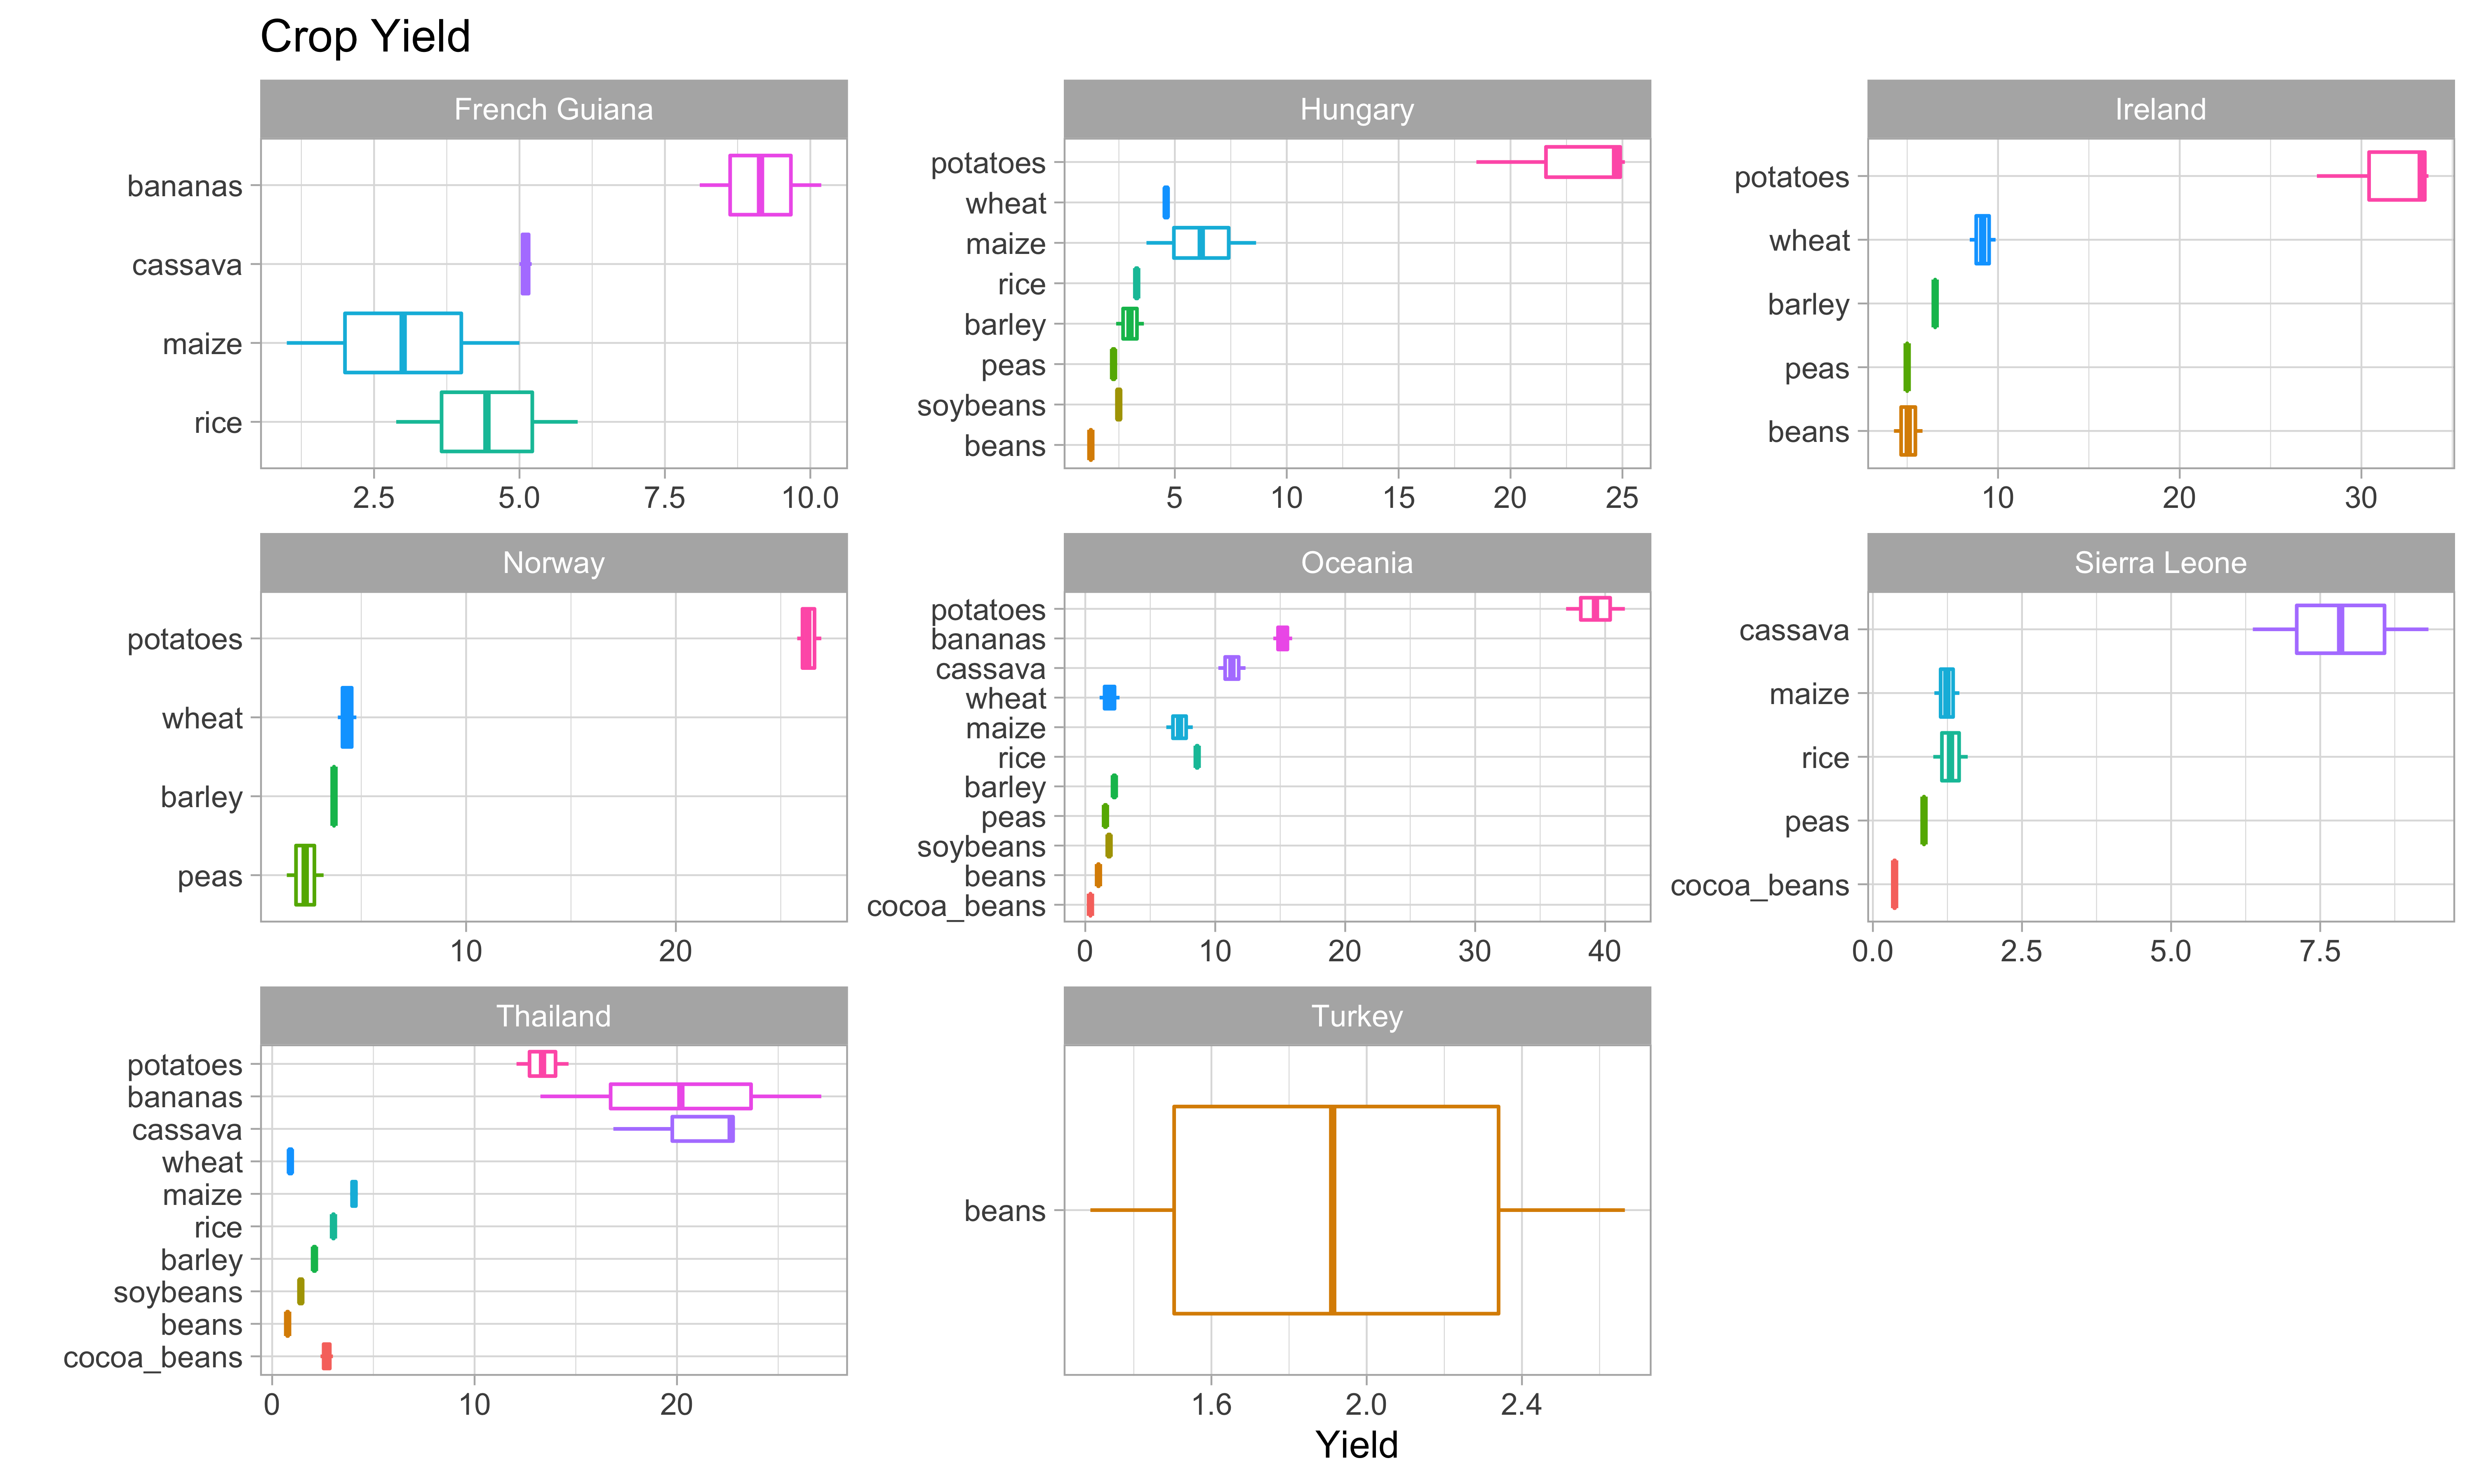 Crop Yield
French Guiana
bananas
cassava
maize
rice
2.5 5.0 7.5 10.0
Hungary
potatoes
wheat
maize
rice
barley
peas
soybeans
beans
5 10 15 20 25
Ireland
potatoes
wheat
barley
peas
beans
10 20 30
Norway
potatoes
wheat
barley
peas
10 20
Oceania
potatoes
bananas
cassava
wheat
maize
rice
barley
peas
soybeans
beans
cocoa_beans
0 10 20 30 40
Sierra Leone
cassava
maize
rice
peas
cocoa_beans
0.0 2.5 5.0 7.5
Thailand
potatoes
bananas
cassava
wheat
maize
rice
barley
soybeans
beans
cocoa_beans
0 10 20
Turkey
beans
1.6 2.0 2.4
Yield